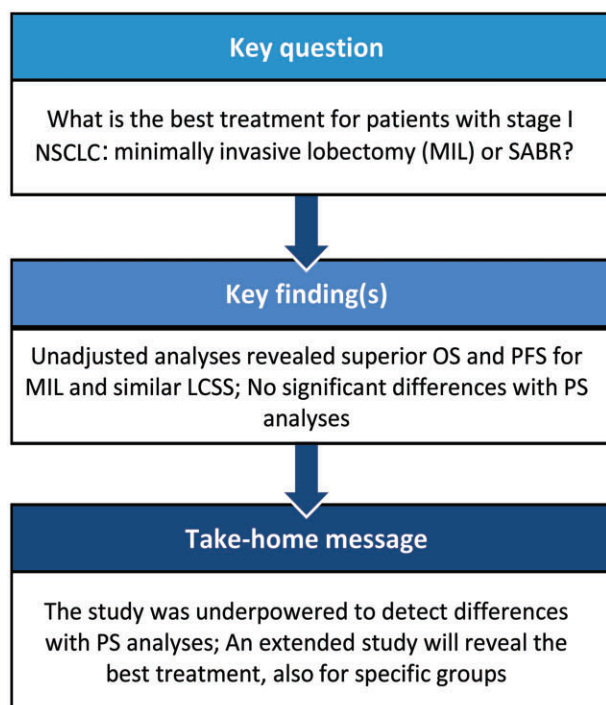 Key question
What is the best treatment for patients with stage I
NSCLC: minimally invasive lobectomy (MIL) or SABR?
Key finding(s)
Unadjusted analyses revealed superior OS and PFS for
MIL and similar LCSS; No significant differences with PS
analyses
Take-home message
The study was underpowered to detect differences
with PS analyses; An extended study will reveal the
best treatment, also for specific groups